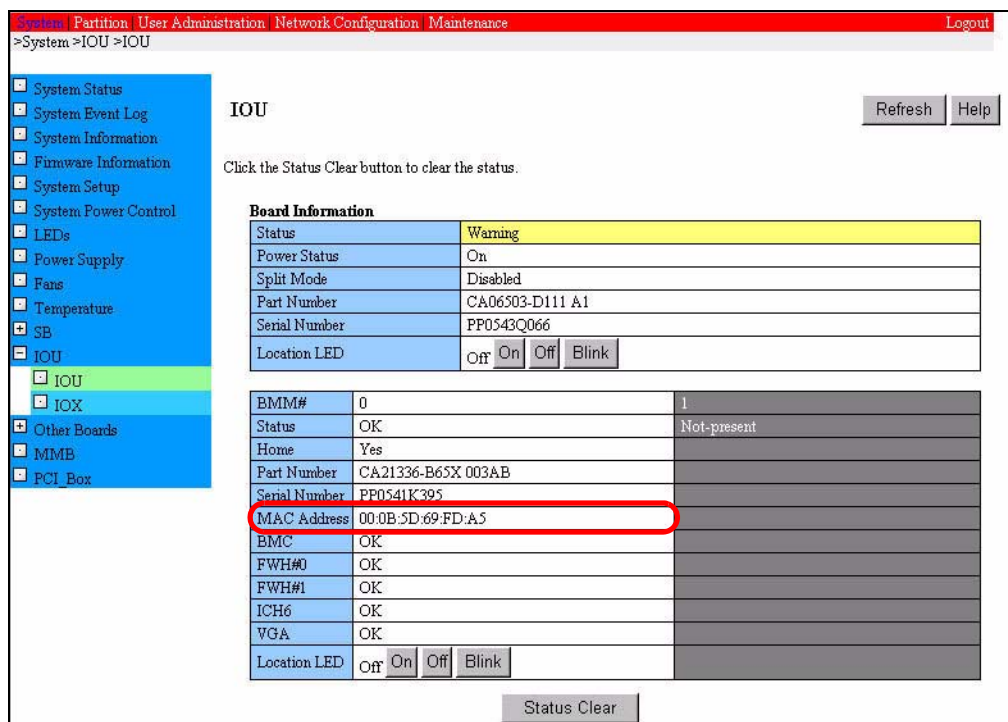 System | Partition | User Administration | Network Configuration | Maintenance Logout
>System >IOU >IOU
System Status
System Event Log
System Information
Firmware Information
System Setup
System Power Control
LEDs
Power Supply
Fans
Temperature
SB
IOU
IOU
IOX
Other Boards
MMB
PCI_Box
IOU
Refresh Help
Click the Status Clear button to clear the status.
Board Information
Status Warning
Power Status On
Split Mode Disabled
Part Number CA06503-D111 A1
Serial Number PP0543Q066
Location LED Off On Off Blink
BMM# 0 1
Status OK Not-present
Home Yes
Part Number CA21336-B65X 003AB
Serial Number PP0541K395
MAC Address 00:0B:5D:69:FD:A5
BMC OK
FWH#0 OK
FWH#1 OK
ICH6 OK
VGA OK
Location LED Off On Off Blink
Status Clear